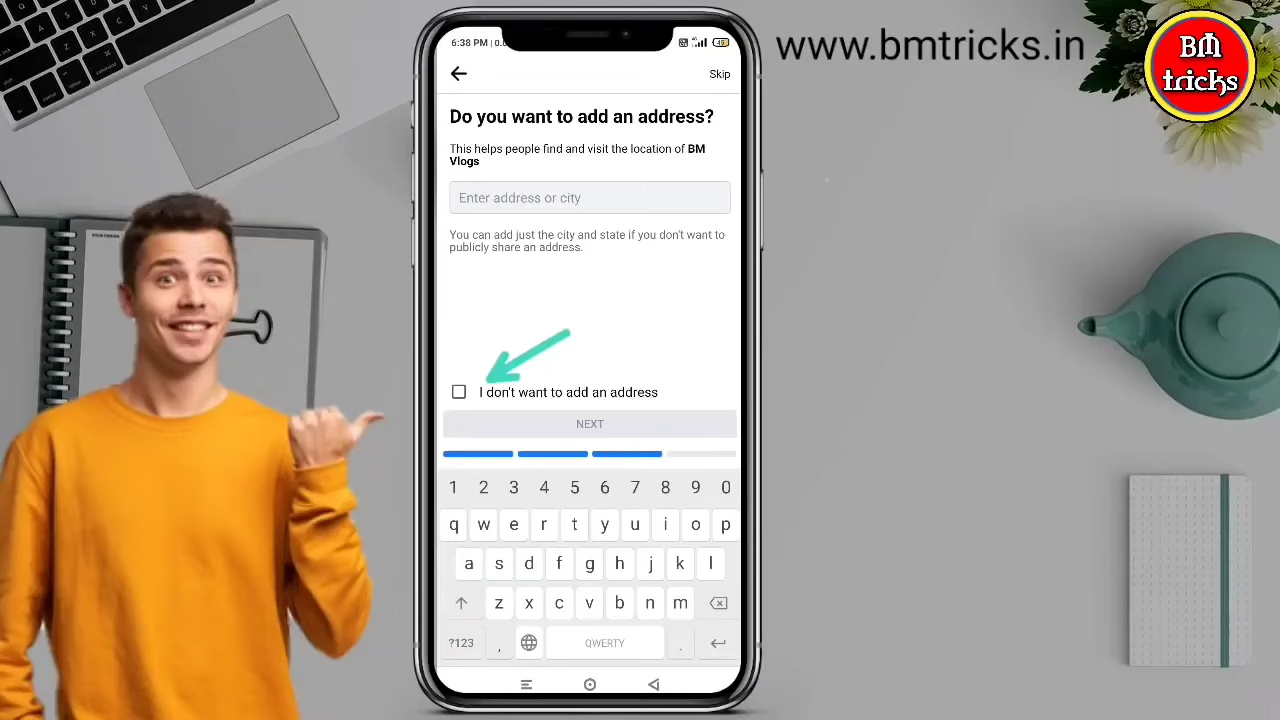 www.bmtricks.in
BM
tricks
6:38 PM | 0.
49
Skip
Do you want to add an address?
This helps people find and visit the location of BM
Vlogs
Enter address or city
You can add just the city and state if you don't want to
publicly share an address.
I don't want to add an address
NEXT
1 2 3 4 5 6 7 8 9 0
q w e r t y u i o p
a s d f g h j k l
z x c v b n m
?123 , QWERTY .